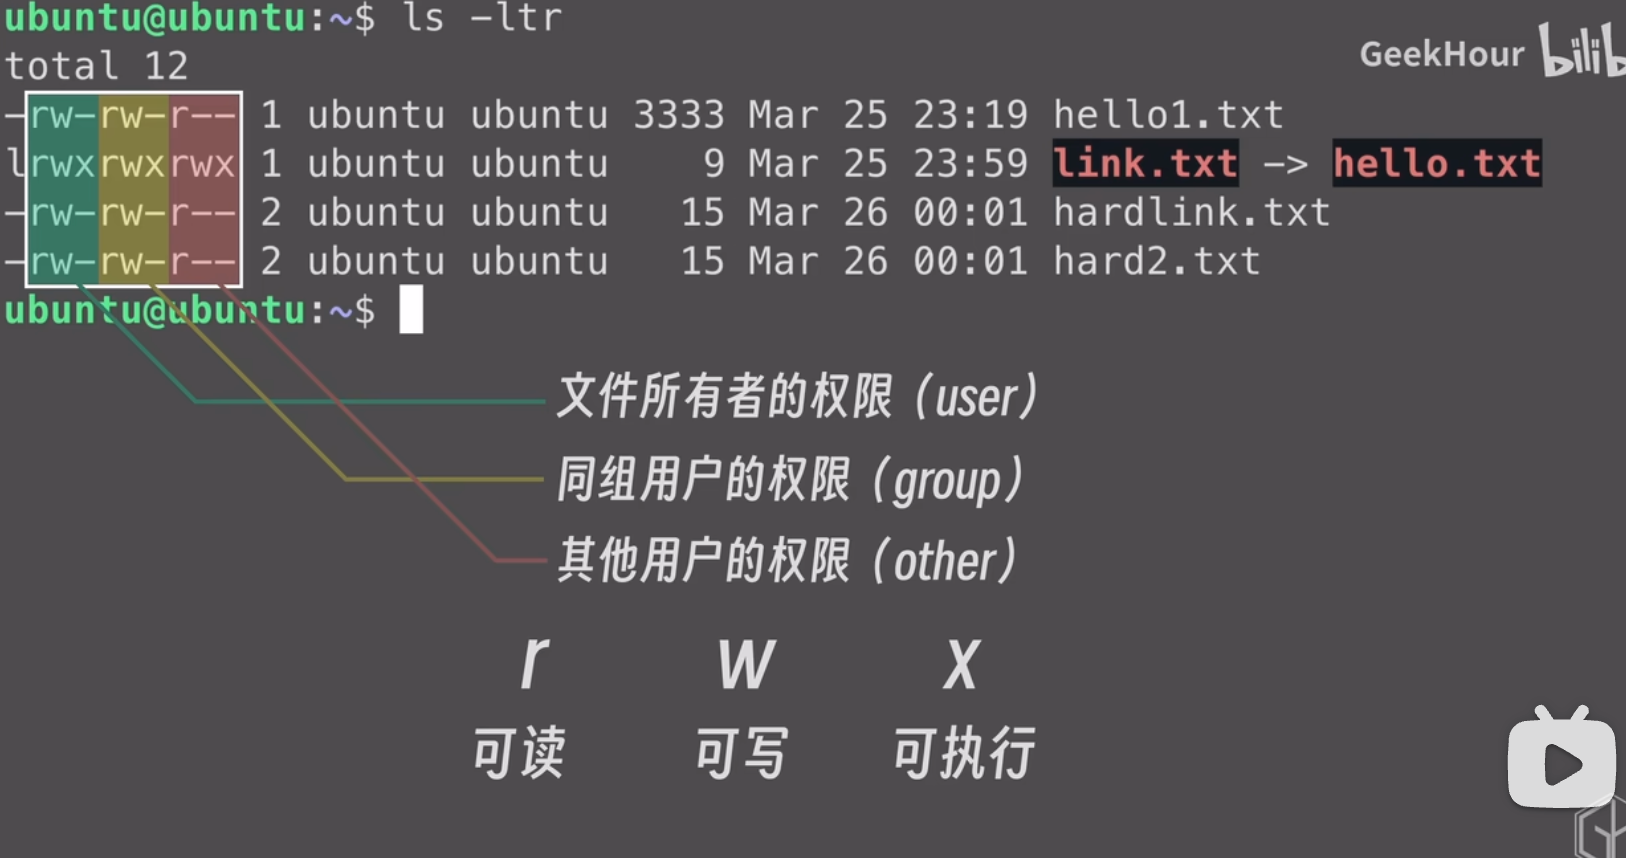 ubuntu@ubuntu:~$ ls -ltr
GeekHour bilib
total 12
-rw-rw-r-- 1 ubuntu ubuntu 3333 Mar 25 23:19 hello1.txt
lrwxrwxrwx 1 ubuntu ubuntu 9 Mar 25 23:59 link.txt -> hello.txt
-rw-rw-r-- 2 ubuntu ubuntu 15 Mar 26 00:01 hardlink.txt
-rw-rw-r-- 2 ubuntu ubuntu 15 Mar 26 00:01 hard2.txt
ubuntu@ubuntu:~$
文件所有者的权限（user）
同组用户的权限（group）
其他用户的权限（other）
r w x
可读 可写 可执行